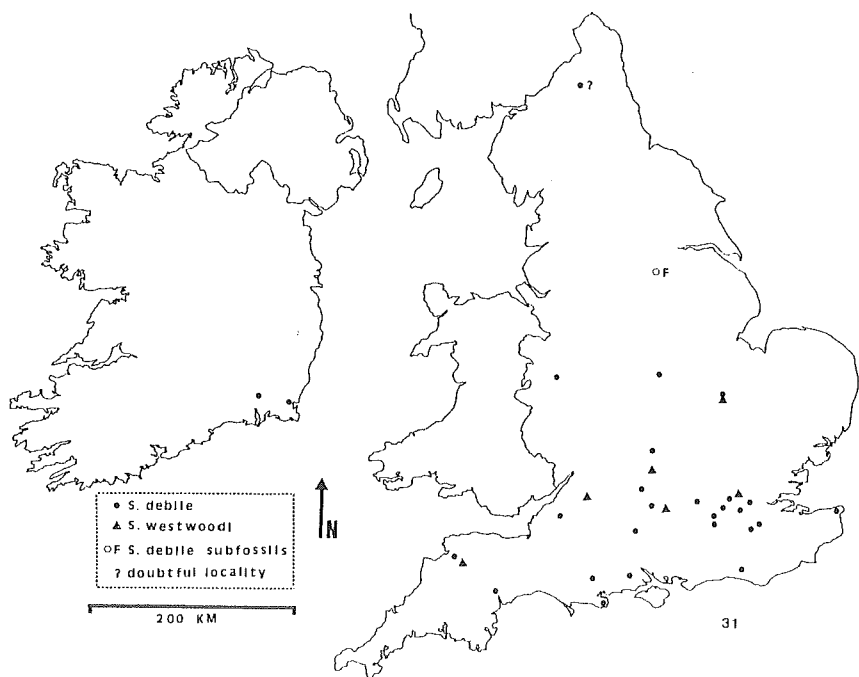 ?
F
N
S. debile
S. westwoodi
F S. debile subfossils
? doubtful locality
200 KM
31